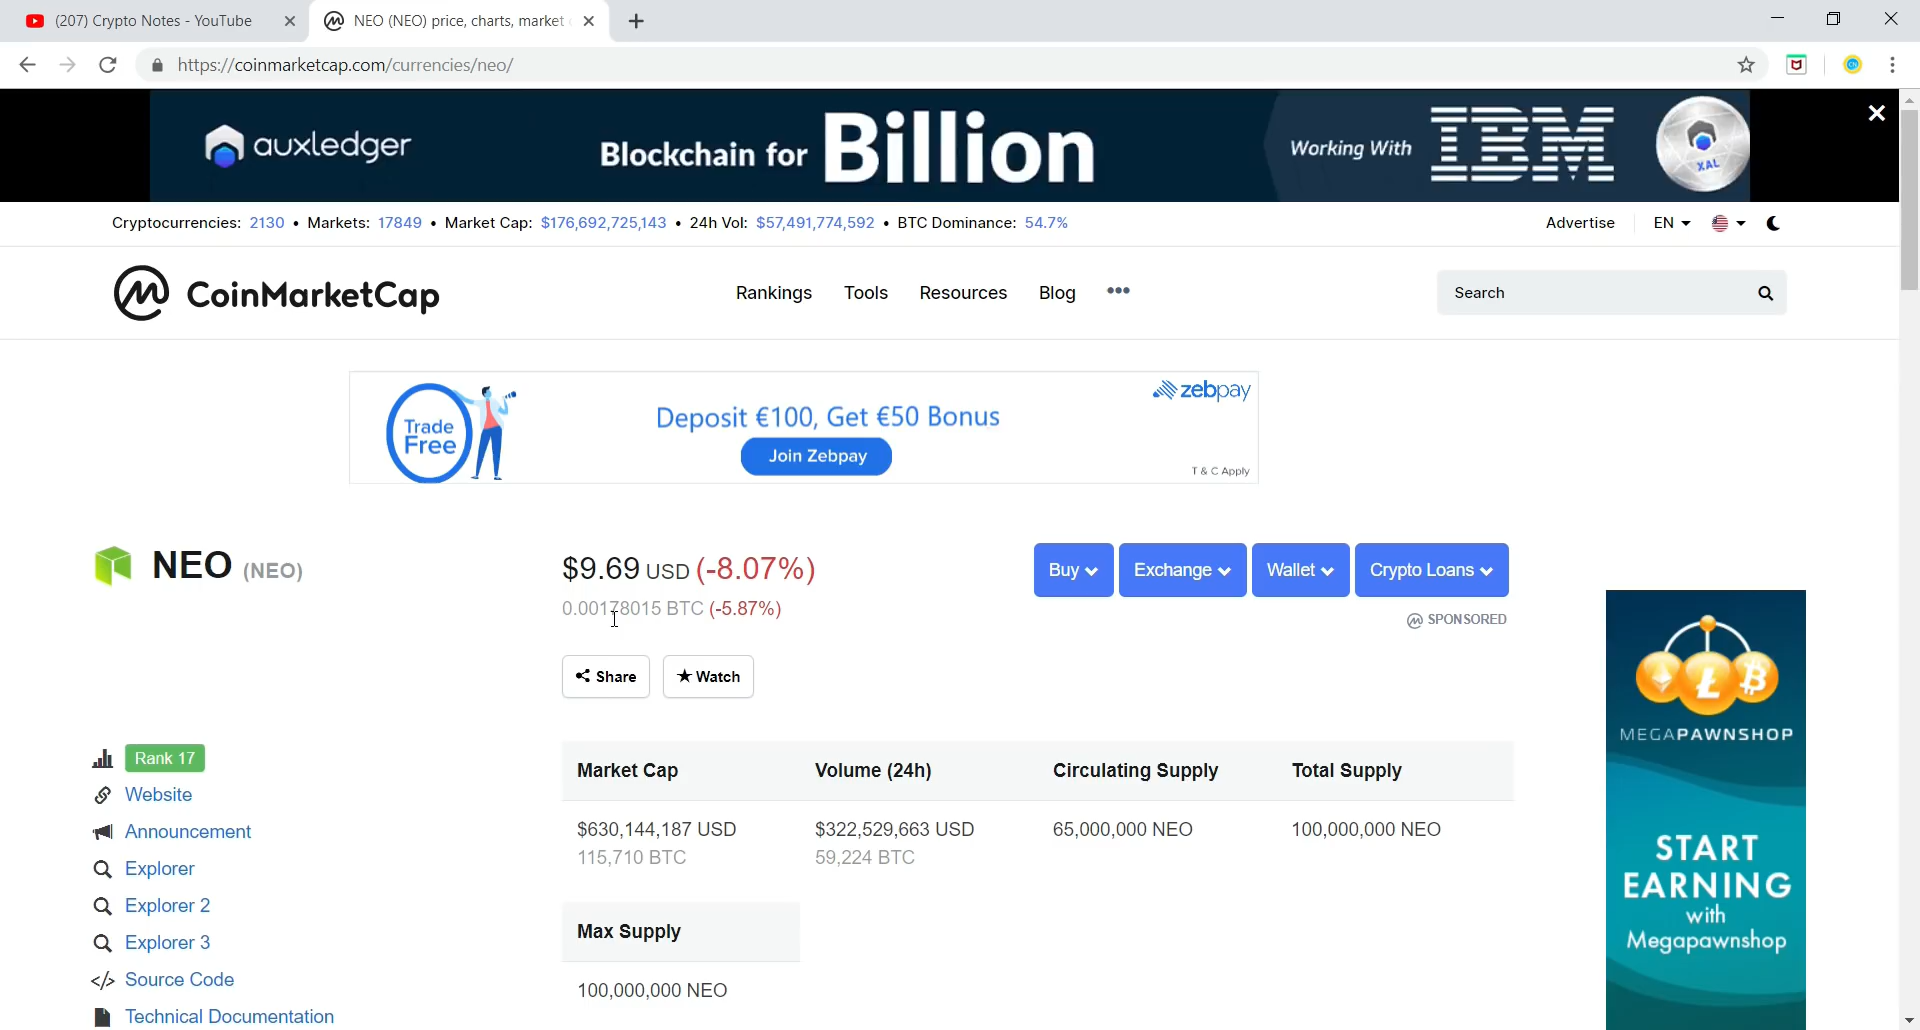 (207) Crypto Notes - YouTube
NEO (NEO) price, charts, market
https://coinmarketcap.com/currencies/neo/
auxledger
Blockchain for Billion
Working With IBM
XAL
Cryptocurrencies: 2130 • Markets: 17849 • Market Cap: $176,692,725,143 • 24h Vol: $57,491,774,592 • BTC Dominance: 54.7%
Advertise EN
CoinMarketCap
Rankings Tools Resources Blog •••
Search
Trade
Free
Deposit €100, Get €50 Bonus
Join Zebpay
zebpay
T & C Apply
NEO (NEO)
$9.69 USD (-8.07%)
0.00178015 BTC (-5.87%)
Buy Exchange Wallet Crypto Loans
SPONSORED
Share Watch
Rank 17
Website
Announcement
Explorer
Explorer 2
Explorer 3
Source Code
Technical Documentation
Market Cap Volume (24h) Circulating Supply Total Supply
$630,144,187 USD $322,529,663 USD 65,000,000 NEO 100,000,000 NEO
115,710 BTC 59,224 BTC
Max Supply
100,000,000 NEO
MEGAPAWNSHOP
START
EARNING
with
Megapawnshop